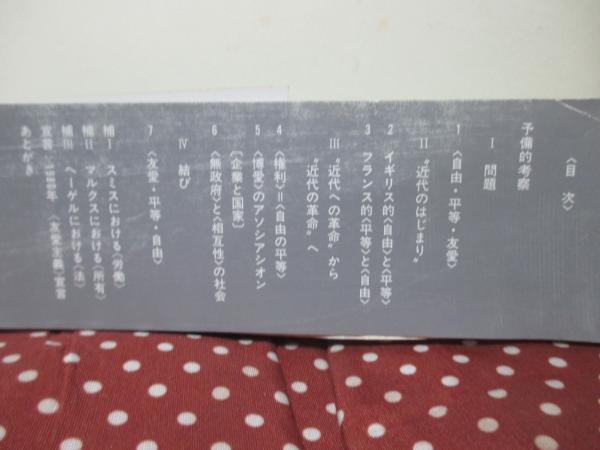 〈目 次〉
予備的考察
I 問題
1 〈自由・平等・友愛〉
II “近代のはじまり”
2 イギリス的〈自由〉と〈平等〉
3 フランス的〈平等〉と〈自由〉
III “近代への革命”から
“近代の革命”へ
4 〈権利〉=〈自由の平等〉
5 〈博愛〉のアソシアシオン
〔企業と国家〕
6 〈無政府〉と〈相互性〉の社会
IV 結び
7 〈友愛・平等・自由〉
補I スミスにおける〈労働〉
補II マルクスにおける〈所有〉
補III ヘーゲルにおける〈法〉
あとがき